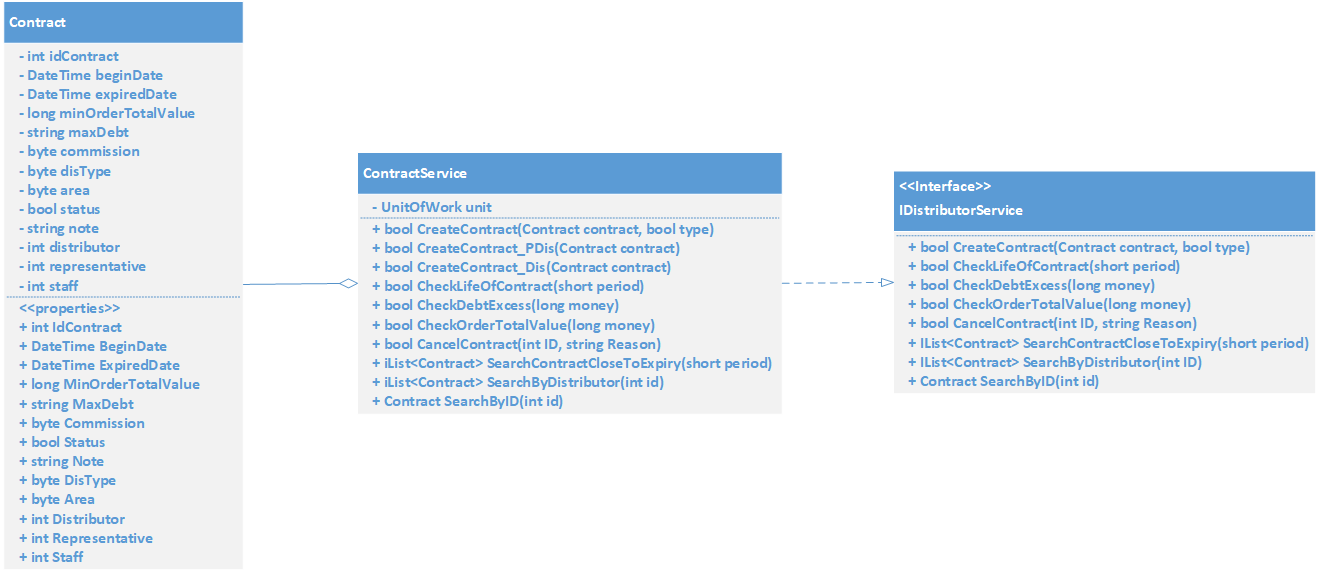 Contract
- int idContract
- DateTime beginDate
- DateTime expiredDate
- long minOrderTotalValue
- string maxDebt
- byte commission
- byte disType
- byte area
- bool status
- string note
- int distributor
- int representative
- int staff
<<properties>>
+ int IdContract
+ DateTime BeginDate
+ DateTime ExpiredDate
+ long MinOrderTotalValue
+ string MaxDebt
+ byte Commission
+ bool Status
+ string Note
+ byte DisType
+ byte Area
+ int Distributor
+ int Representative
+ int Staff
ContractService
- UnitOfWork unit
+ bool CreateContract(Contract contract, bool type)
+ bool CreateContract_PDis(Contract contract)
+ bool CreateContract_Dis(Contract contract)
+ bool CheckLifeOfContract(short period)
+ bool CheckDebtExcess(long money)
+ bool CheckOrderTotalValue(long money)
+ bool CancelContract(int ID, string Reason)
+ iList<Contract> SearchContractCloseToExpiry(short period)
+ iList<Contract> SearchByDistributor(int id)
+ Contract SearchByID(int id)
<<Interface>>
IDistributorService
+ bool CreateContract(Contract contract, bool type)
+ bool CheckLifeOfContract(short period)
+ bool CheckDebtExcess(long money)
+ bool CheckOrderTotalValue(long money)
+ bool CancelContract(int ID, string Reason)
+ IList<Contract> SearchContractCloseToExpiry(short period)
+ IList<Contract> SearchByDistributor(int ID)
+ Contract SearchByID(int id)